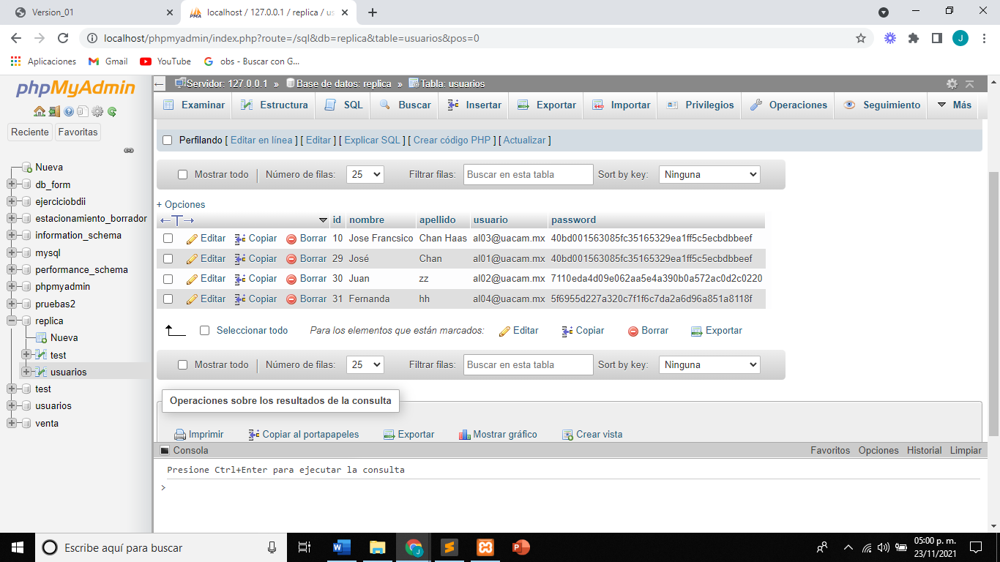 Version_01
localhost / 127.0.0.1 / replica / us
localhost/phpmyadmin/index.php?route=/sql&db=replica&table=usuarios&pos=0
J
Aplicaciones
Gmail
YouTube
obs - Buscar con G...
phpMyAdmin
Reciente
Favoritas
Nueva
db_form
ejerciciobdii
estacionamiento_borrador
information_schema
mysql
performance_schema
phpmyadmin
pruebas2
replica
Nueva
test
usuarios
test
usuarios
venta
Servidor: 127.0.0.1 » Base de datos: replica » Tabla: usuarios
Examinar Estructura SQL Buscar Insertar Exportar Importar Privilegios Operaciones Seguimiento Más
Perfilando [ Editar en línea ] [ Editar ] [ Explicar SQL ] [ Crear código PHP ] [ Actualizar ]
Mostrar todo Número de filas: 25 Filtrar filas: Buscar en esta tabla Sort by key: Ninguna
+ Opciones
id nombre apellido usuario password
Editar Copiar Borrar 10 Jose Francsico Chan Haas al03@uacam.mx 40bd001563085fc35165329ea1ff5c5ecbdbbeef
Editar Copiar Borrar 29 José Chan al01@uacam.mx 40bd001563085fc35165329ea1ff5c5ecbdbbeef
Editar Copiar Borrar 30 Juan zz al02@uacam.mx 7110eda4d09e062aa5e4a390b0a572ac0d2c0220
Editar Copiar Borrar 31 Fernanda hh al04@uacam.mx 5f6955d227a320c7f1f6c7da2a6d96a851a8118f
Seleccionar todo Para los elementos que están marcados: Editar Copiar Borrar Exportar
Mostrar todo Número de filas: 25 Filtrar filas: Buscar en esta tabla Sort by key: Ninguna
Operaciones sobre los resultados de la consulta
Imprimir Copiar al portapapeles Exportar Mostrar gráfico Crear vista
Consola Favoritos Opciones Historial Limpiar
Presione Ctrl+Enter para ejecutar la consulta
>
Escribe aquí para buscar
05:00 p. m.
23/11/2021